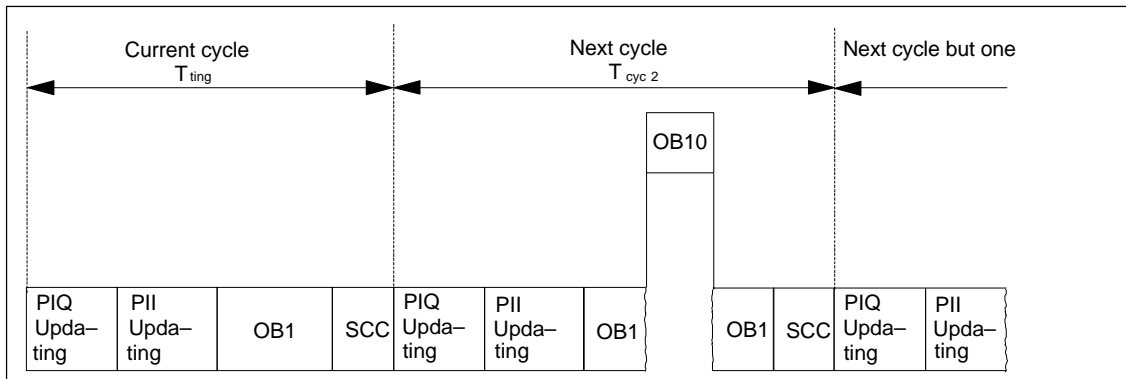 Current cycle
T ting
Next cycle
T cyc 2
Next cycle but one
OB10
PIQ
Upda–
ting
PII
Upda–
ting
OB1
SCC
PIQ
Upda–
ting
PII
Upda–
ting
OB1
OB1
SCC
PIQ
Upda–
ting
PII
Upda–
ting